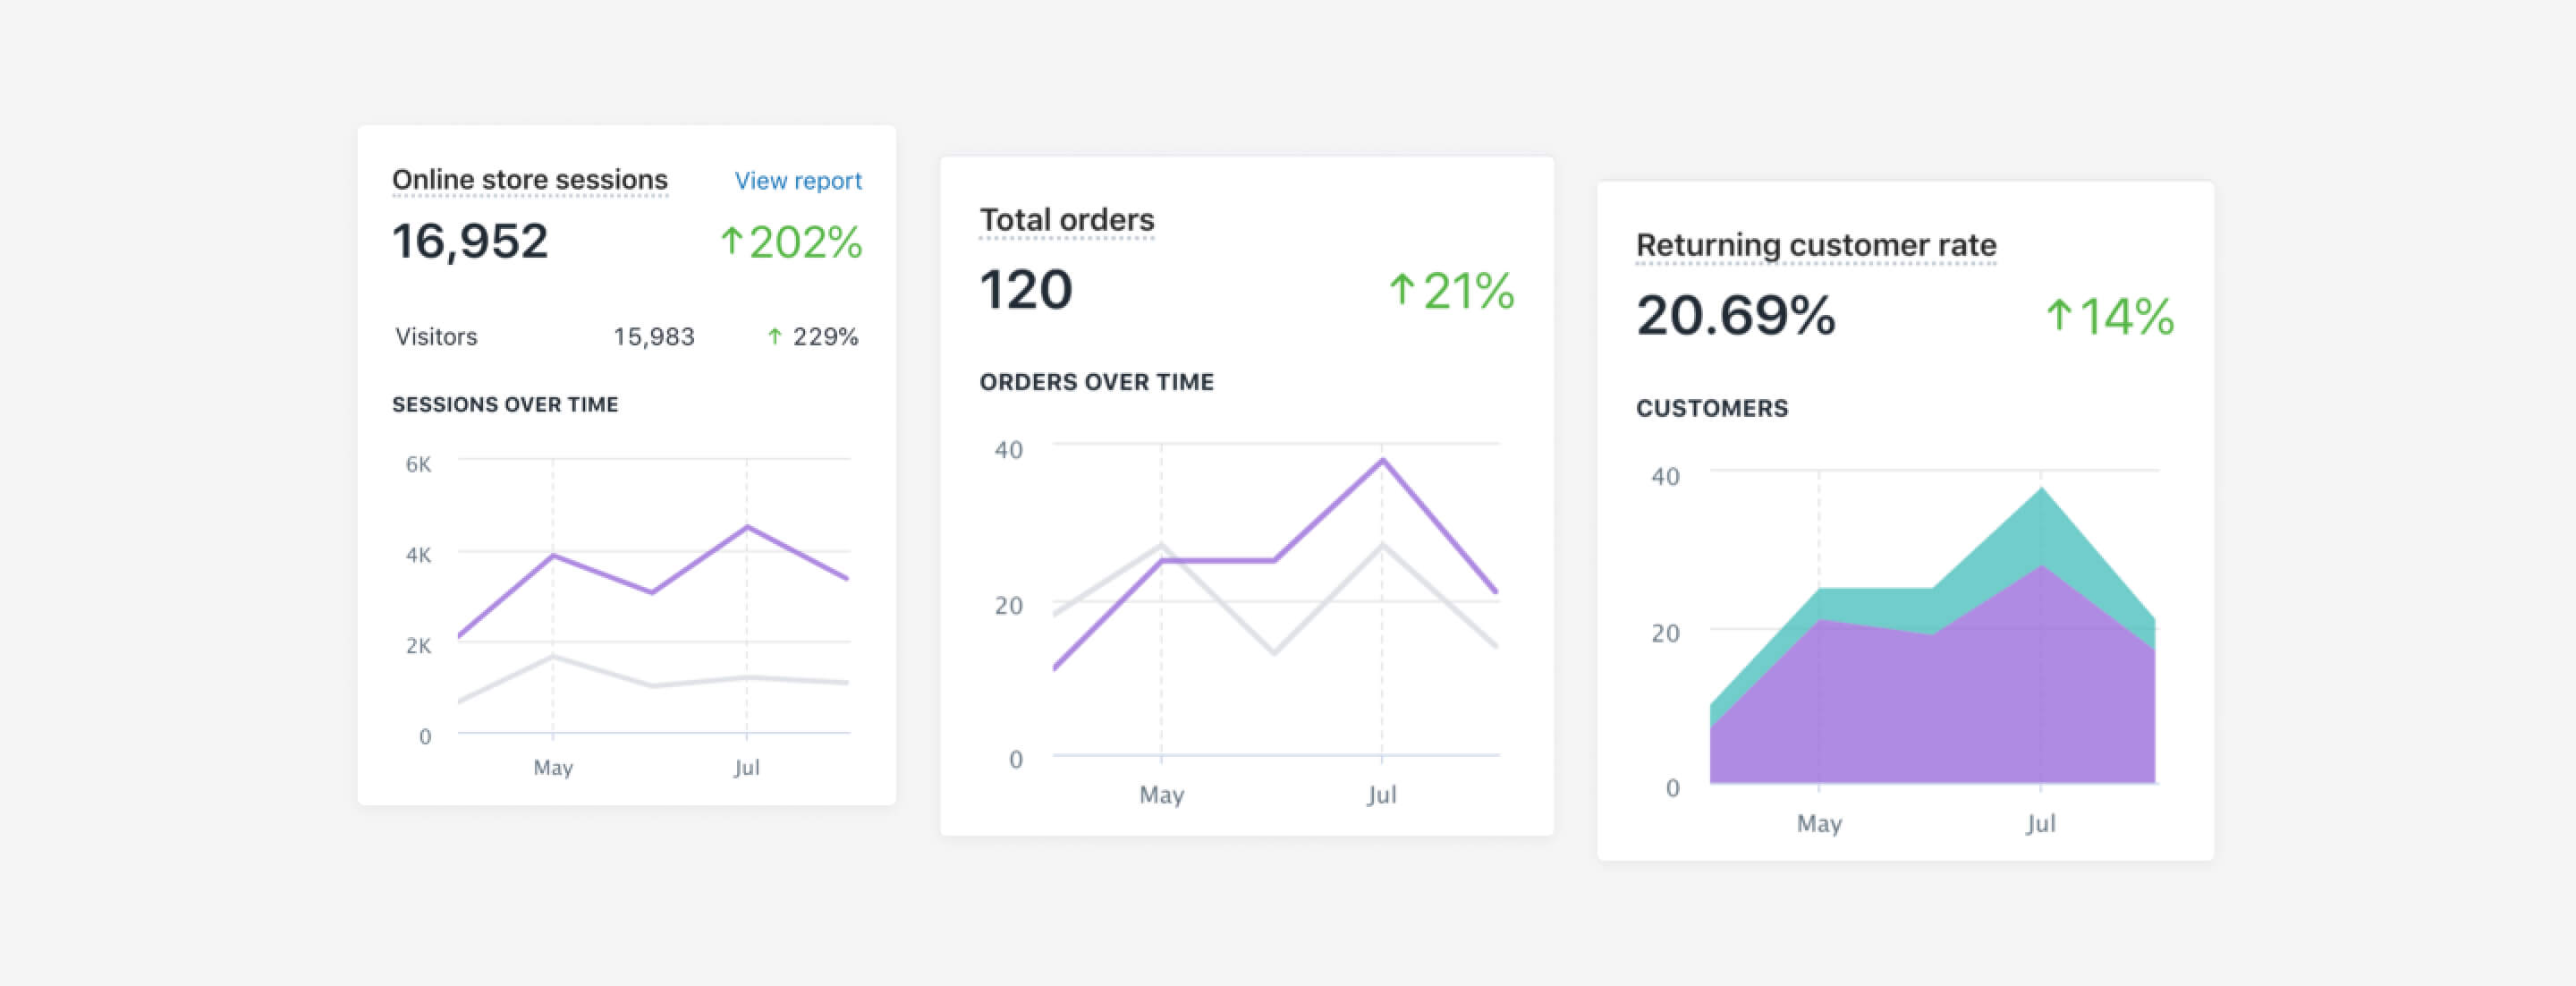 Online store sessions View report
16,952 ↑202%
Visitors 15,983 ↑ 229%
SESSIONS OVER TIME
6K
4K
2K
0
May Jul
Total orders
120 ↑21%
ORDERS OVER TIME
40
20
0
May Jul
Returning customer rate
20.69% ↑14%
CUSTOMERS
40
20
0
May Jul